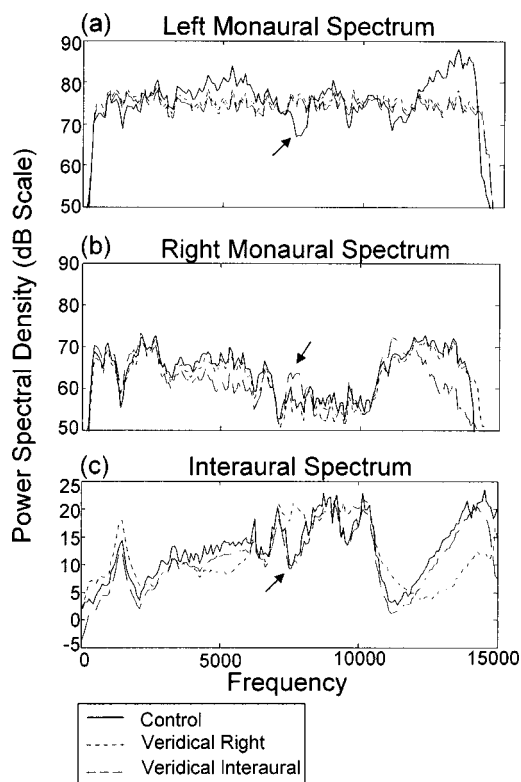 (a) Left Monaural Spectrum
90
80
70
60
50
(b) Right Monaural Spectrum
90
80
70
60
50
(c) Interaural Spectrum
25
20
15
10
5
0
-5
0 5000 10000 15000
Frequency
Power Spectral Density (dB Scale)
Control
Veridical Right
Veridical Interaural